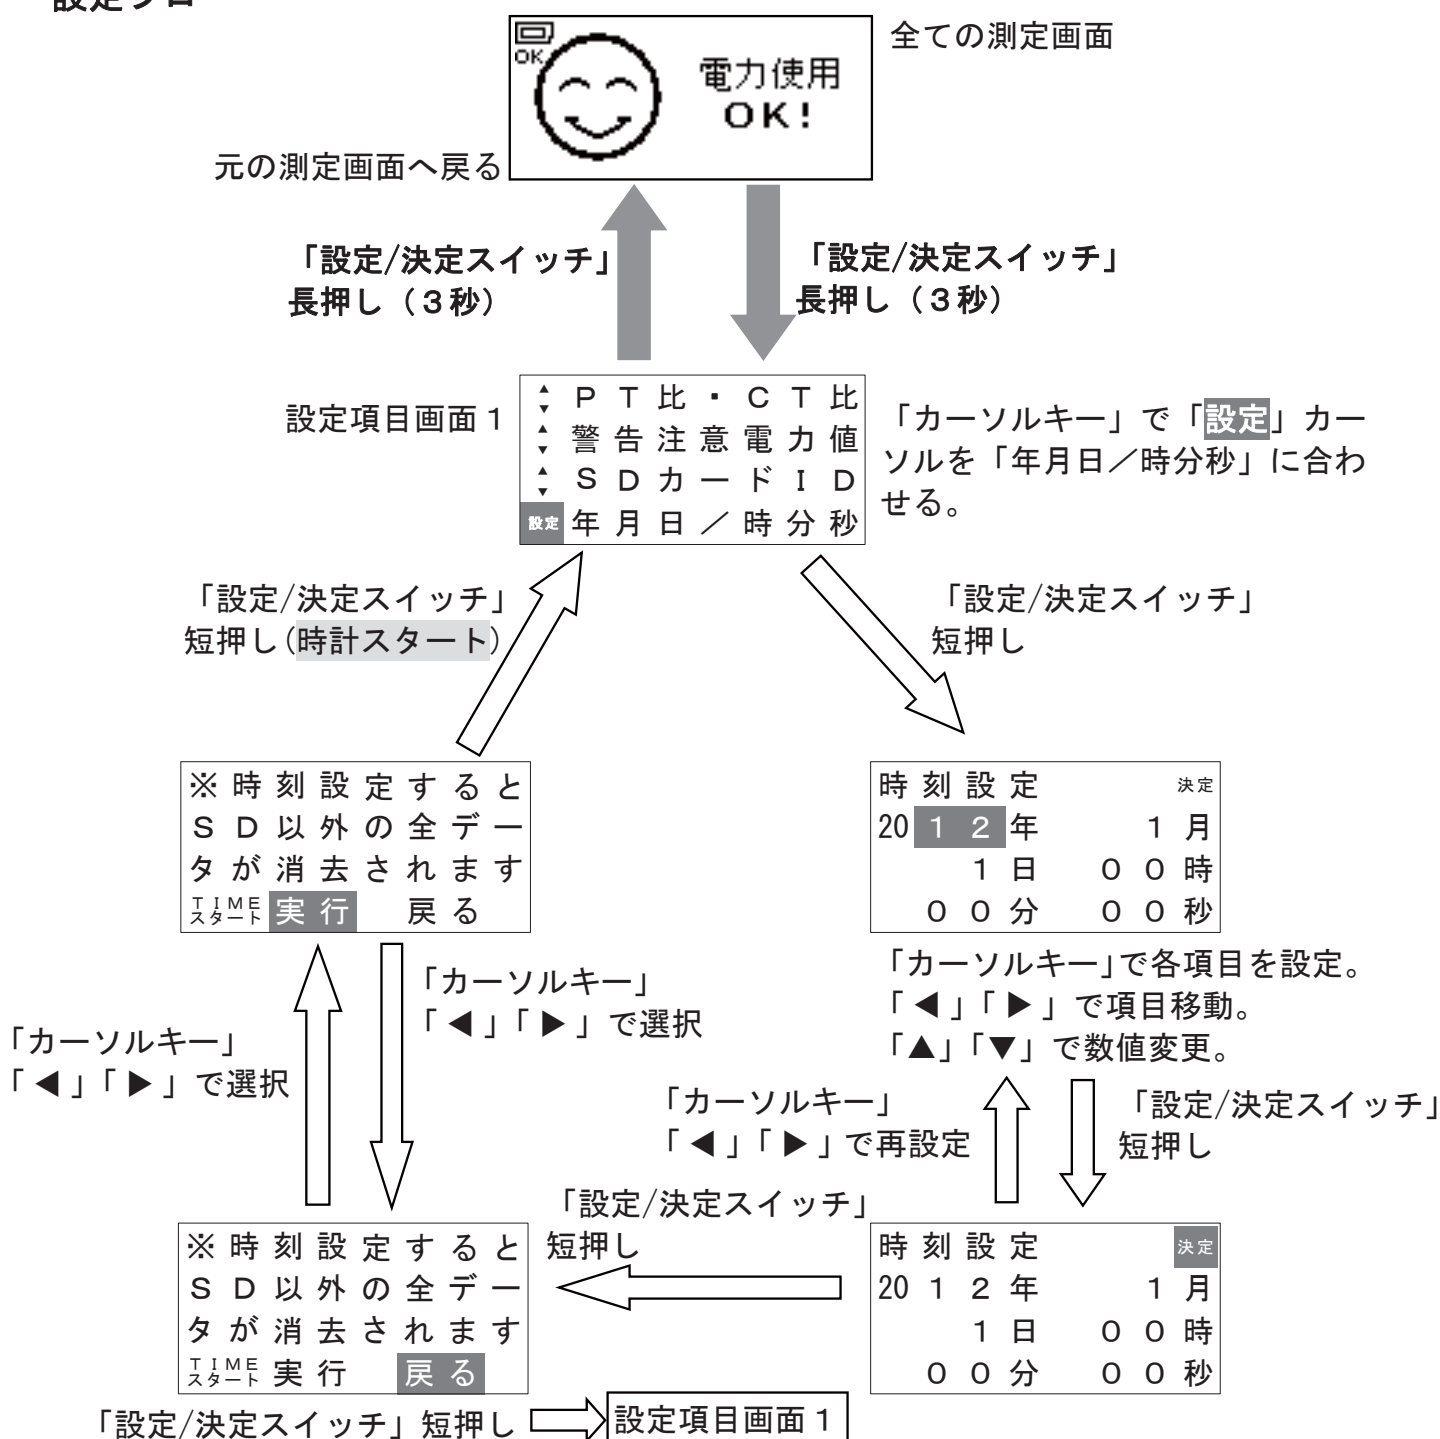 設定フロー
OK
電力使用
OK!
全ての測定画面
元の測定画面へ戻る
「設定/決定スイッチ」
長押し（3秒）
「設定/決定スイッチ」
長押し（3秒）
設定項目画面1
PT比・CT比
警告注意電力値
SDカードID
設定 年月日／時分秒
「カーソルキー」で「設定」カー
ソルを「年月日／時分秒」に合わ
せる。
「設定/決定スイッチ」
短押し(時計スタート)
「設定/決定スイッチ」
短押し
※時刻設定すると
SD以外の全デー
タが消去されます
TIMEスタート 実行 戻る
時刻設定 決定
2012年 1月
1日 00時
00分 00秒
「カーソルキー」で各項目を設定。
「◀」「▶」で項目移動。
「▲」「▼」で数値変更。
「カーソルキー」
「◀」「▶」で選択
「カーソルキー」
「◀」「▶」で選択
「カーソルキー」
「◀」「▶」で再設定
「設定/決定スイッチ」
短押し
「設定/決定スイッチ」
短押し
※時刻設定すると
SD以外の全デー
タが消去されます
TIMEスタート 実行 戻る
時刻設定 決定
2012年 1月
1日 00時
00分 00秒
「設定/決定スイッチ」短押し
設定項目画面1